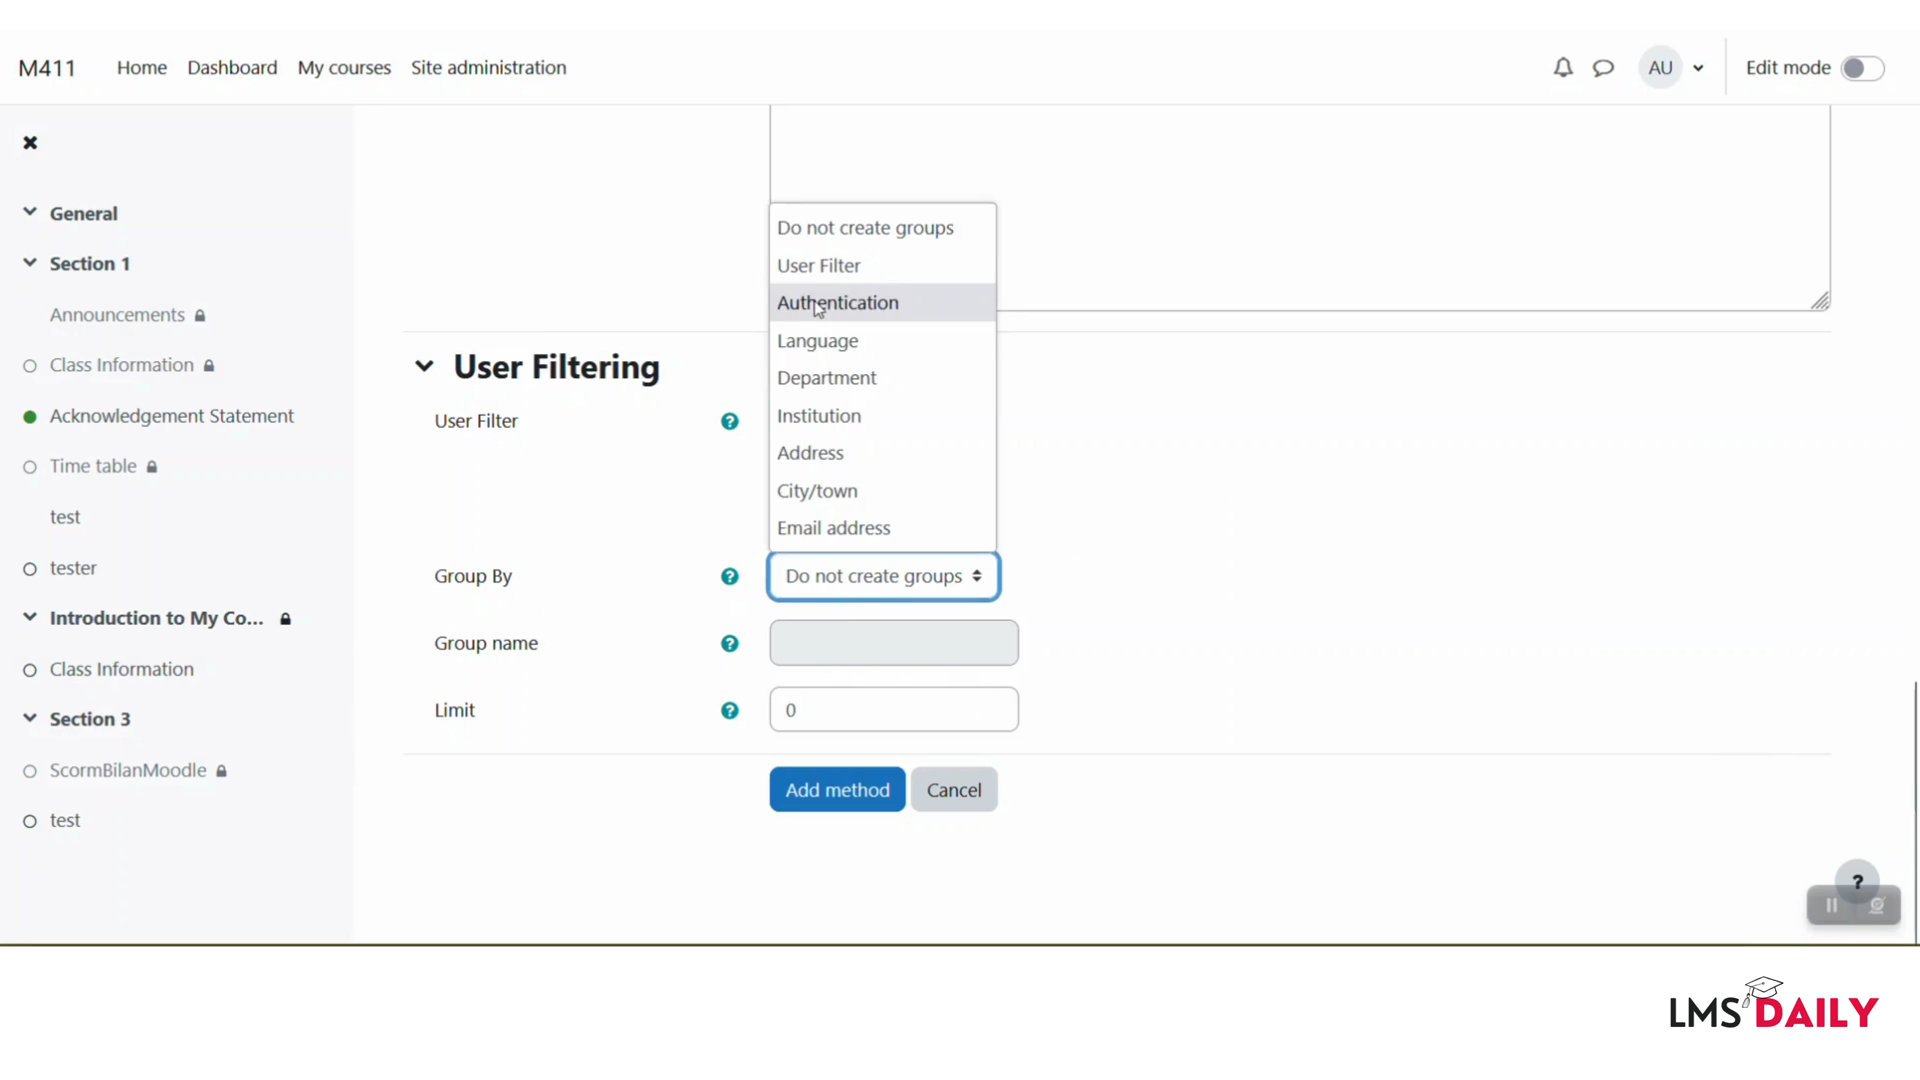 M411 Home Dashboard My courses Site administration AU Edit mode
General
Section 1
Announcements
Class Information
Acknowledgement Statement
Time table
test
tester
Introduction to My Co...
Class Information
Section 3
ScormBilanMoodle
test
Do not create groups
User Filter
Authentication
Language
Department
Institution
Address
City/town
Email address
User Filtering
User Filter ?
Group By ? Do not create groups
Group name ?
Limit ? 0
Add method Cancel
?
LMS DAILY